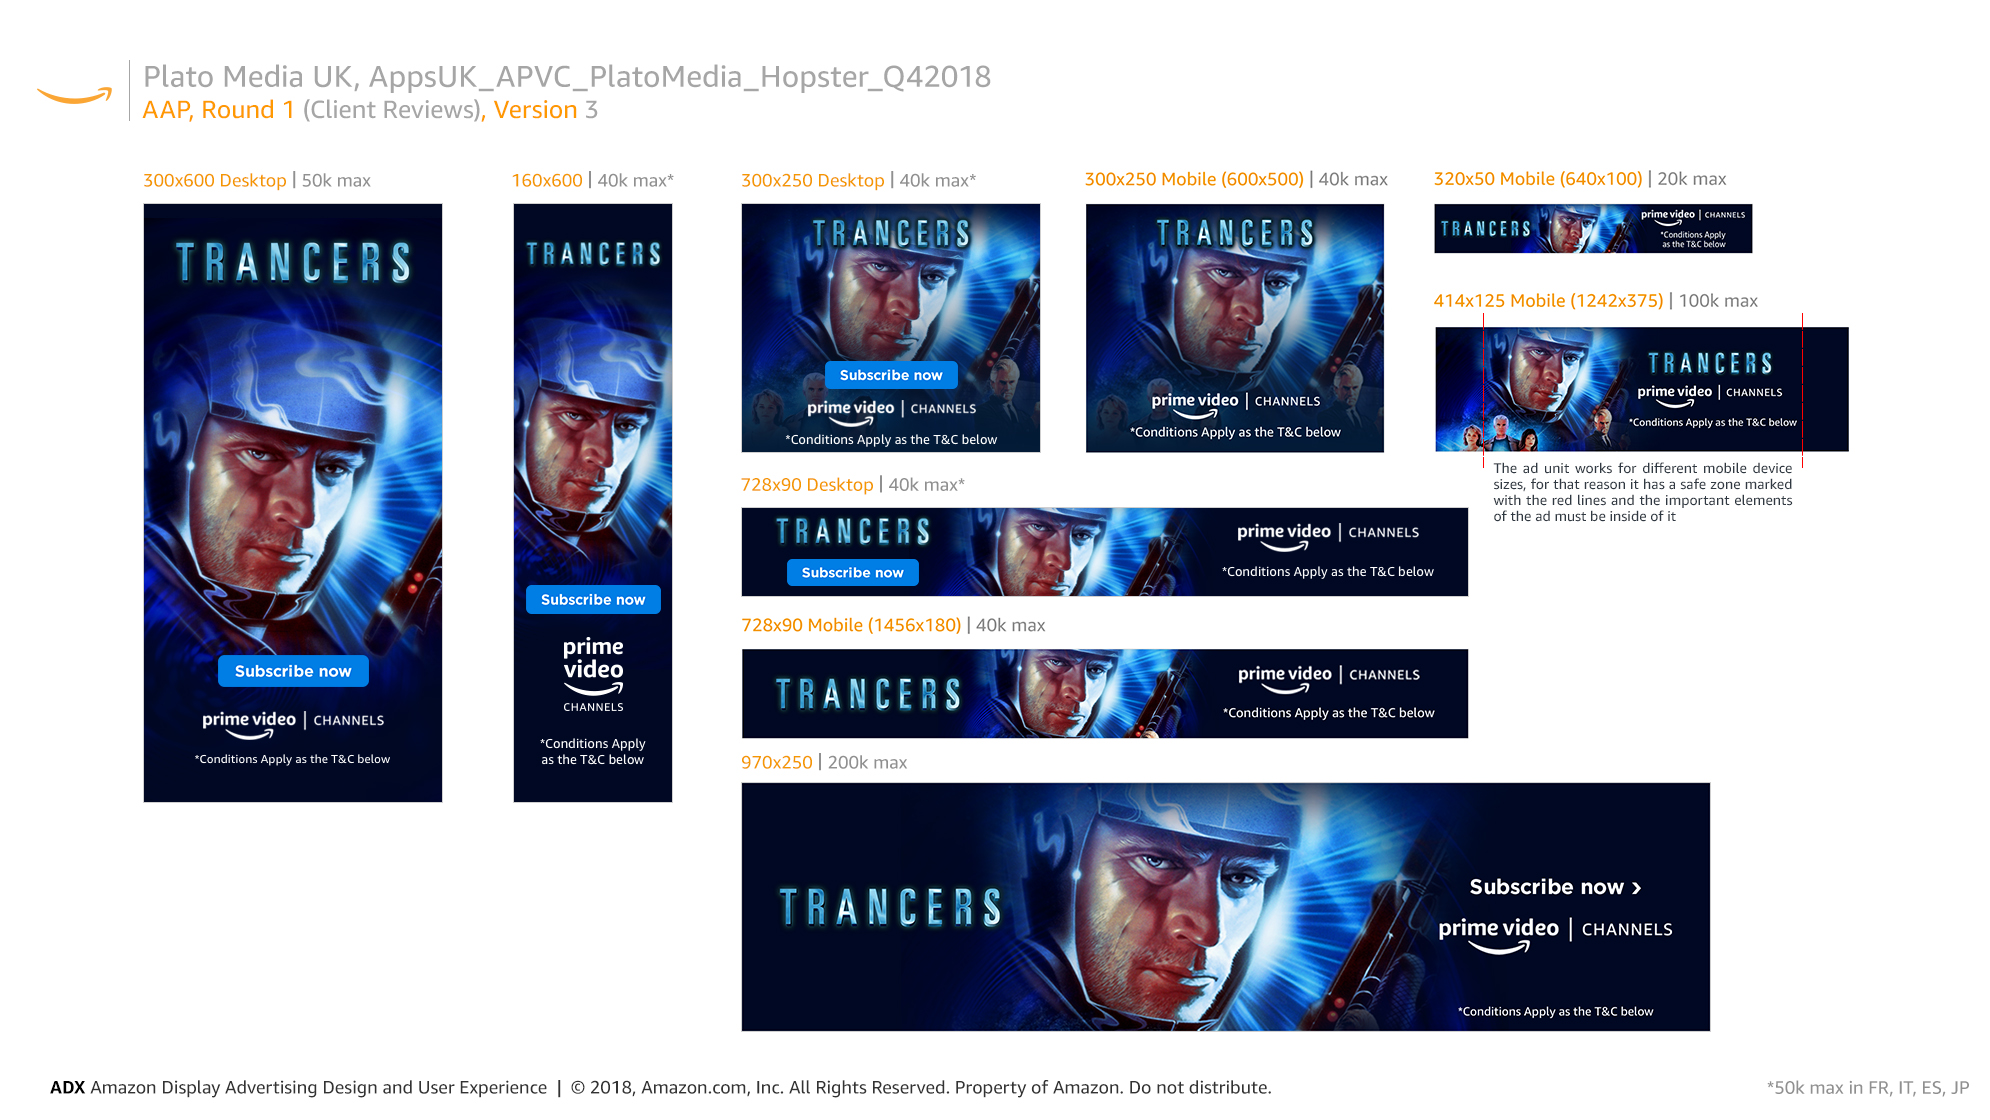 Plato Media UK, AppsUK_APVC_PlatoMedia_Hopster_Q42018
AAP, Round 1 (Client Reviews), Version 3
300x600 Desktop | 50k max
TRANCERS
Subscribe now
prime video | CHANNELS
*Conditions Apply as the T&C below
160x600 | 40k max*
TRANCERS
Subscribe now
prime
video
CHANNELS
*Conditions Apply
as the T&C below
300x250 Desktop | 40k max*
TRANCERS
Subscribe now
prime video | CHANNELS
*Conditions Apply as the T&C below
300x250 Mobile (600x500) | 40k max
TRANCERS
prime video | CHANNELS
*Conditions Apply as the T&C below
320x50 Mobile (640x100) | 20k max
TRANCERS
prime video | CHANNELS
*Conditions Apply
as the T&C below
414x125 Mobile (1242x375) | 100k max
TRANCERS
prime video | CHANNELS
*Conditions Apply as the T&C below
The ad unit works for different mobile device
sizes, for that reason it has a safe zone marked
with the red lines and the important elements
of the ad must be inside of it
728x90 Desktop | 40k max*
TRANCERS
Subscribe now
prime video | CHANNELS
*Conditions Apply as the T&C below
728x90 Mobile (1456x180) | 40k max
TRANCERS
prime video | CHANNELS
*Conditions Apply as the T&C below
970x250 | 200k max
TRANCERS
Subscribe now ›
prime video | CHANNELS
*Conditions Apply as the T&C below
ADX Amazon Display Advertising Design and User Experience | © 2018, Amazon.com, Inc. All Rights Reserved. Property of Amazon. Do not distribute.
*50k max in FR, IT, ES, JP